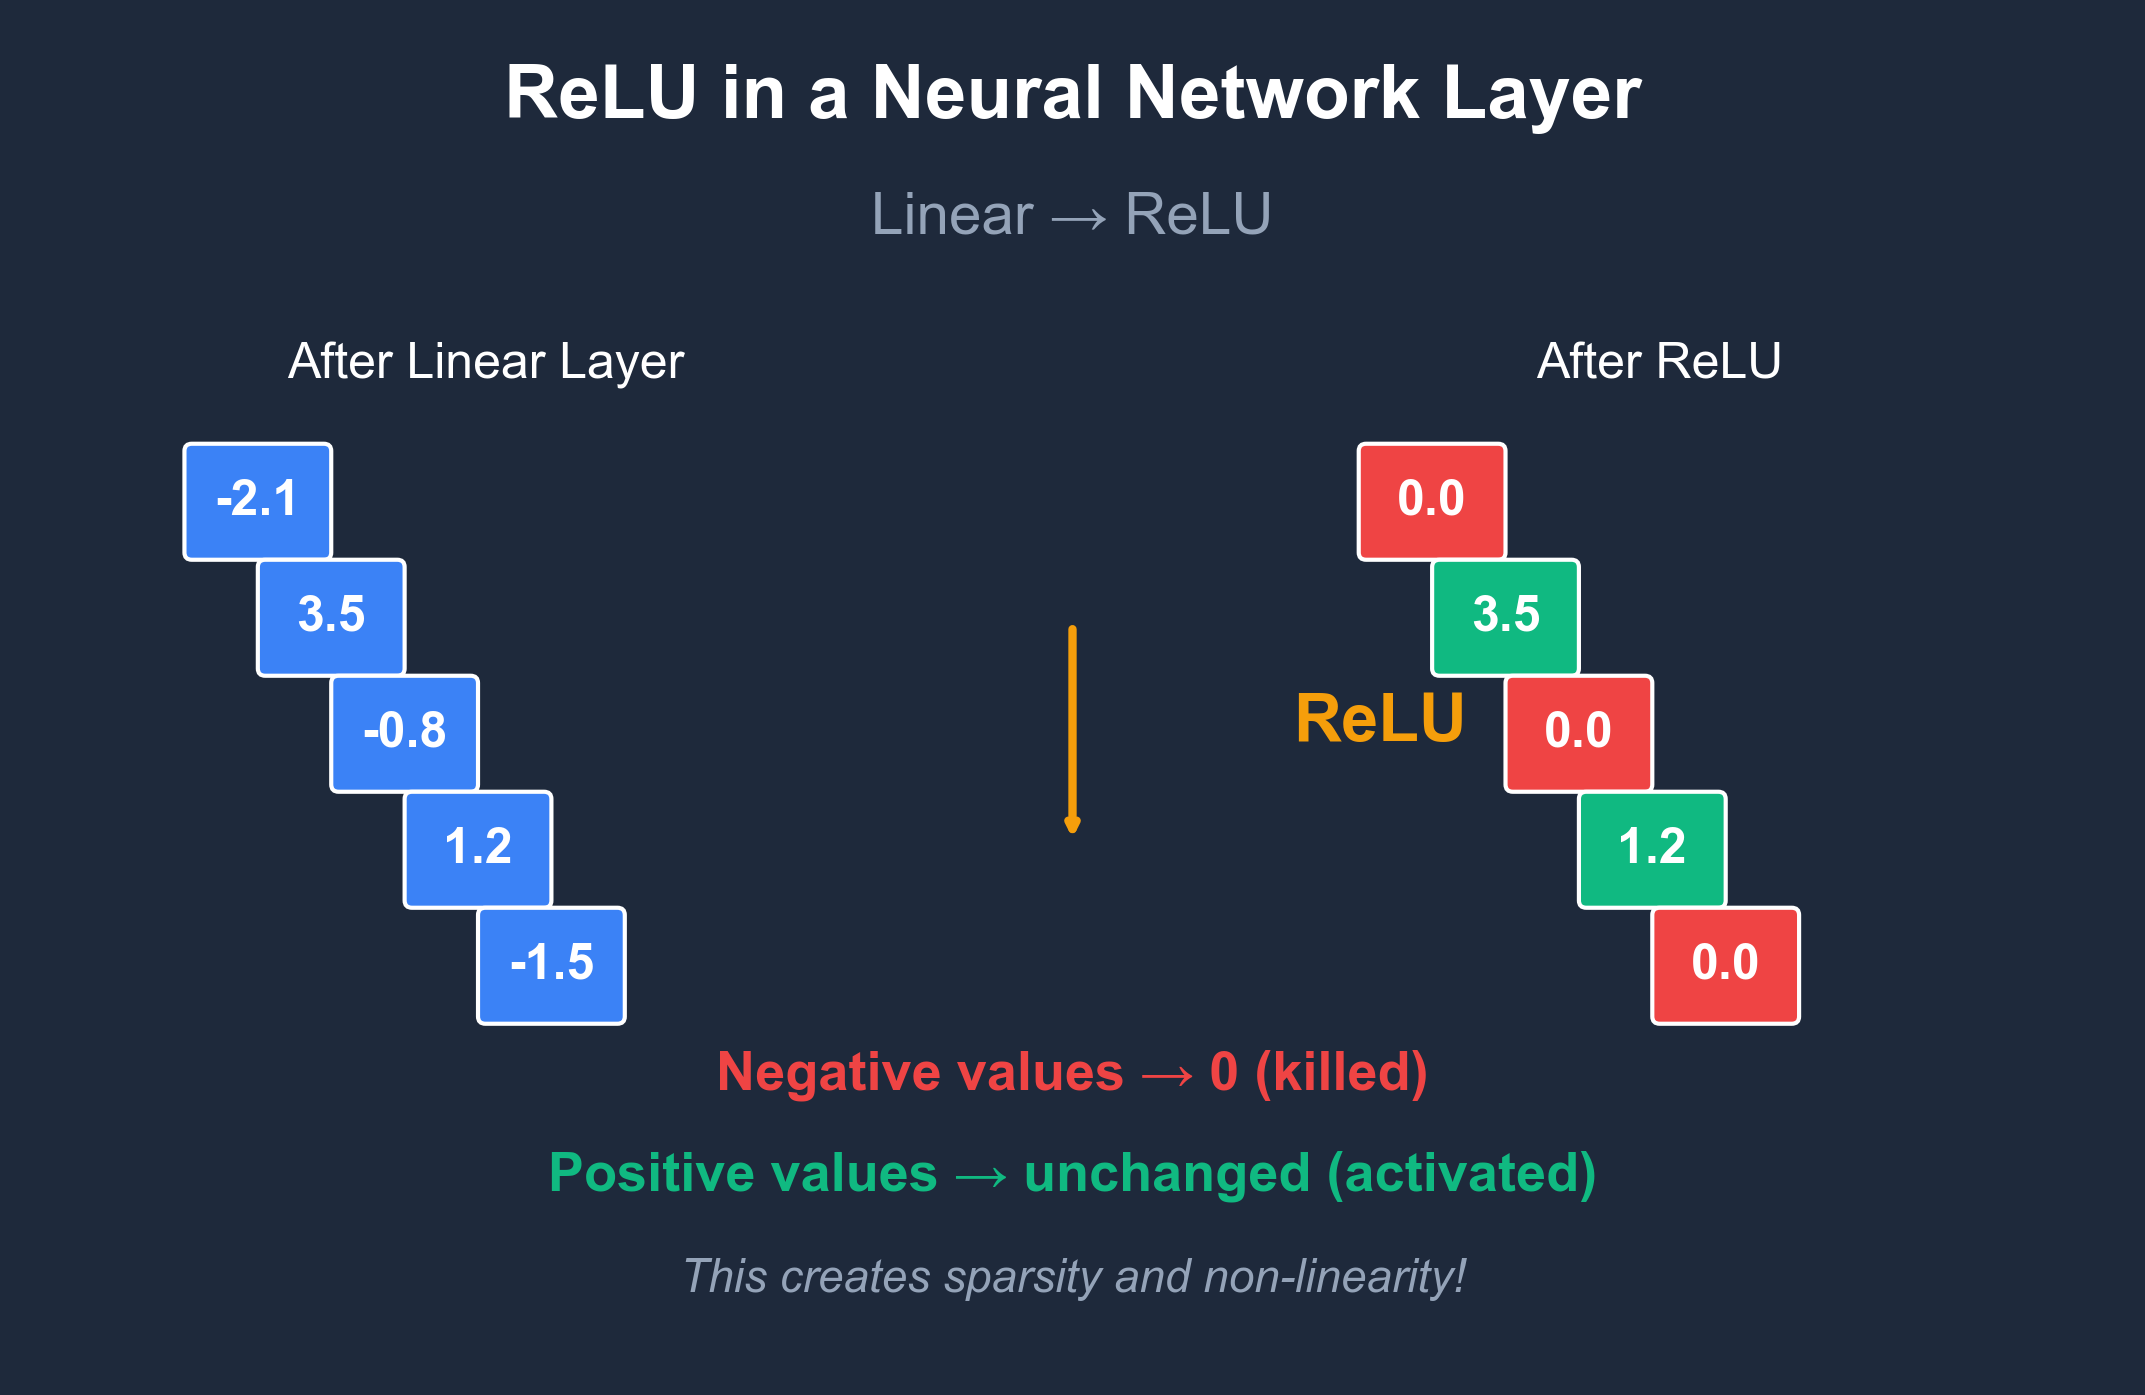 ReLU in a Neural Network Layer
Linear → ReLU
After Linear Layer
-2.1
3.5
-0.8
1.2
-1.5
ReLU
After ReLU
0.0
3.5
0.0
1.2
0.0
Negative values → 0 (killed)
Positive values → unchanged (activated)
This creates sparsity and non-linearity!